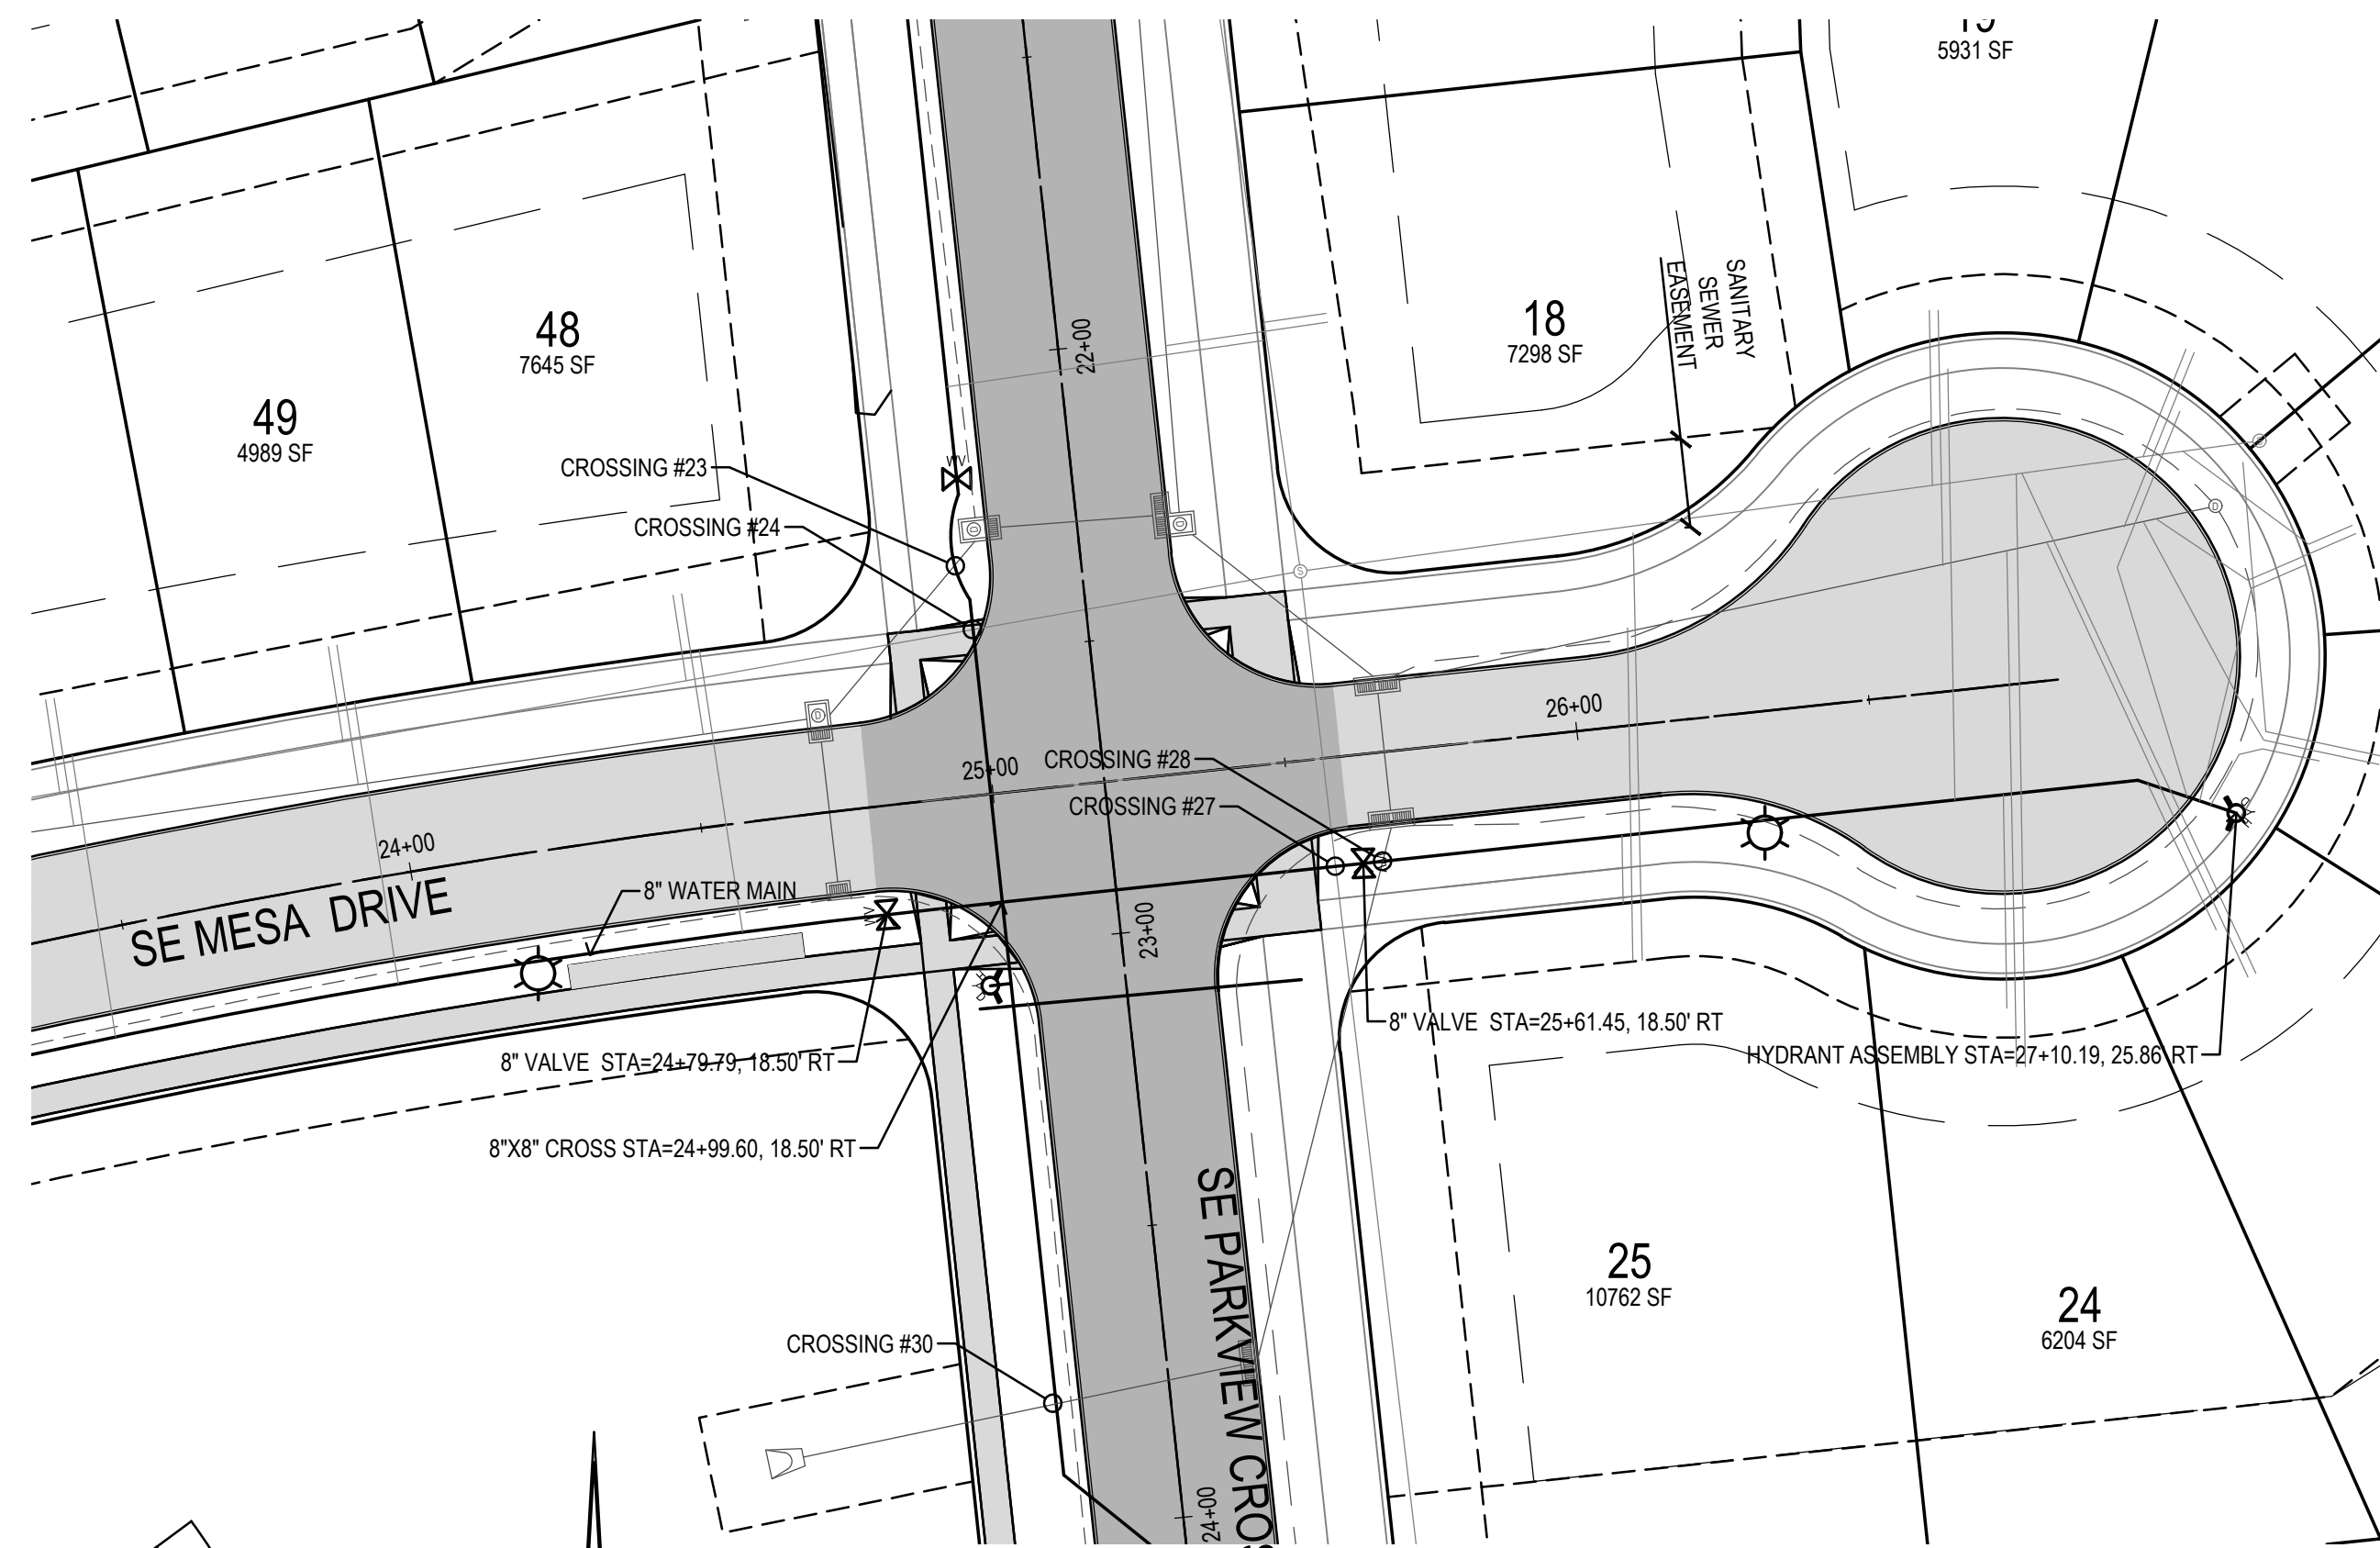 5931 SF
48
7645 SF
49
4989 SF
18
7298 SF
SANITARY
SEWER
EASEMENT
22+00
CROSSING #23
WV
CROSSING #24
26+00
25+00
CROSSING #28
CROSSING #27
24+00
SE MESA DRIVE
8" WATER MAIN
23+00
8" VALVE STA=24+79.79, 18.50' RT
8" VALVE STA=25+61.45, 18.50' RT
HYDRANT ASSEMBLY STA=27+10.19, 25.86' RT
8"X8" CROSS STA=24+99.60, 18.50' RT
SE PARKVIEW
25
10762 SF
24
6204 SF
CROSSING #30
24+00